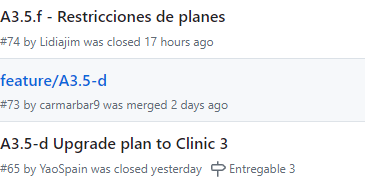 A3.5.f - Restricciones de planes
#74 by Lidiajim was closed 17 hours ago
feature/A3.5-d
#73 by carmarbar9 was merged 2 days ago
A3.5-d Upgrade plan to Clinic 3
#65 by YaoSpain was closed yesterday Entregable 3